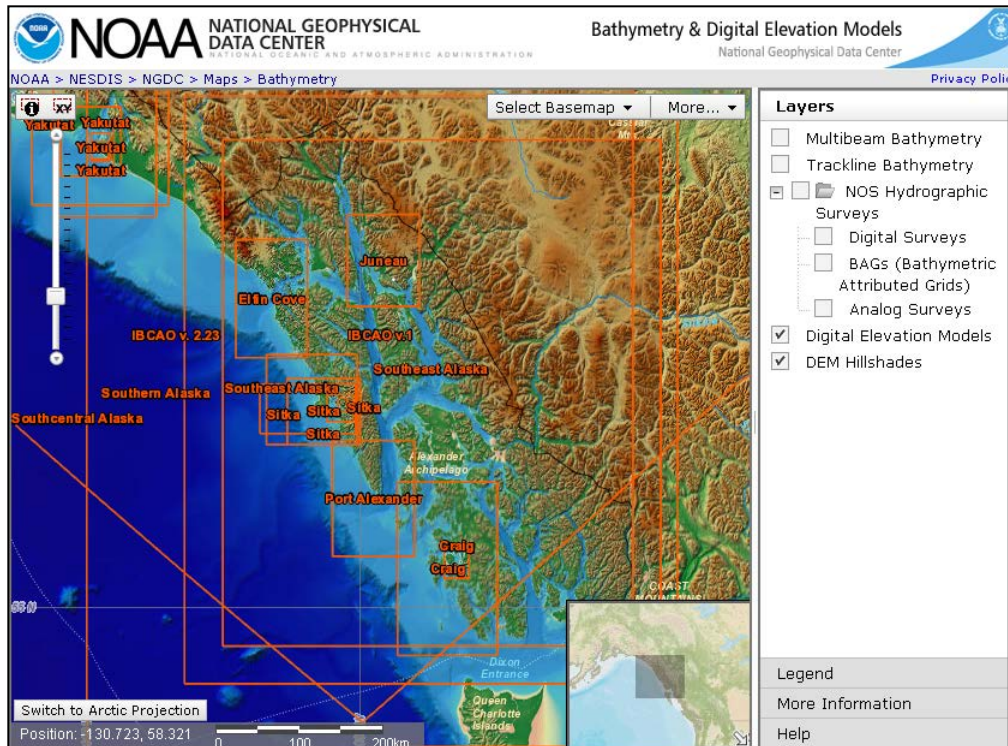 NOAA
NATIONAL GEOPHYSICAL
DATA CENTER
NATIONAL OCEANIC AND ATMOSPHERIC ADMINISTRATION
Bathymetry & Digital Elevation Models
National Geophysical Data Center
NOAA > NESDIS > NGDC > Maps > Bathymetry
Privacy Polic
XY
Select Basemap
More...
Yakutat
Yakutat
Yakutat
Juneau
Elfin Cove
IBCAO v. 2.23
IBCAO v.1
Southeast Alaska
Southern Alaska
Southeast Alaska
Southcentral Alaska
Sitka
Sitka
Sitka
Sitka
Alexander
Archipelago
Port Alexander
Craig
Craig
COAST
MOUNTAINS
Dixon
Entrance
Queen
Charlotte
Islands
Switch to Arctic Projection
Position: -130.723, 58.321
0 100 200km
Layers
Multibeam Bathymetry
Trackline Bathymetry
NOS Hydrographic
Surveys
Digital Surveys
BAGs (Bathymetric
Attributed Grids)
Analog Surveys
Digital Elevation Models
DEM Hillshades
Legend
More Information
Help